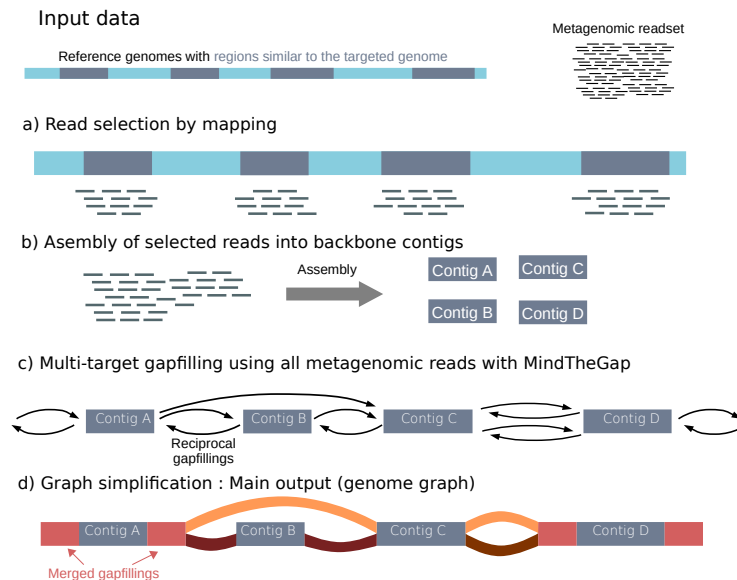 Input data
Metagenomic readset
Reference genomes with regions similar to the targeted genome
a) Read selection by mapping
b) Asembly of selected reads into backbone contigs
Assembly
Contig A
Contig C
Contig B
Contig D
c) Multi-target gapfilling using all metagenomic reads with MindTheGap
Contig A
Contig B
Contig C
Contig D
Reciprocal
gapfillings
d) Graph simplification : Main output (genome graph)
Contig A
Contig B
Contig C
Contig D
Merged gapfillings